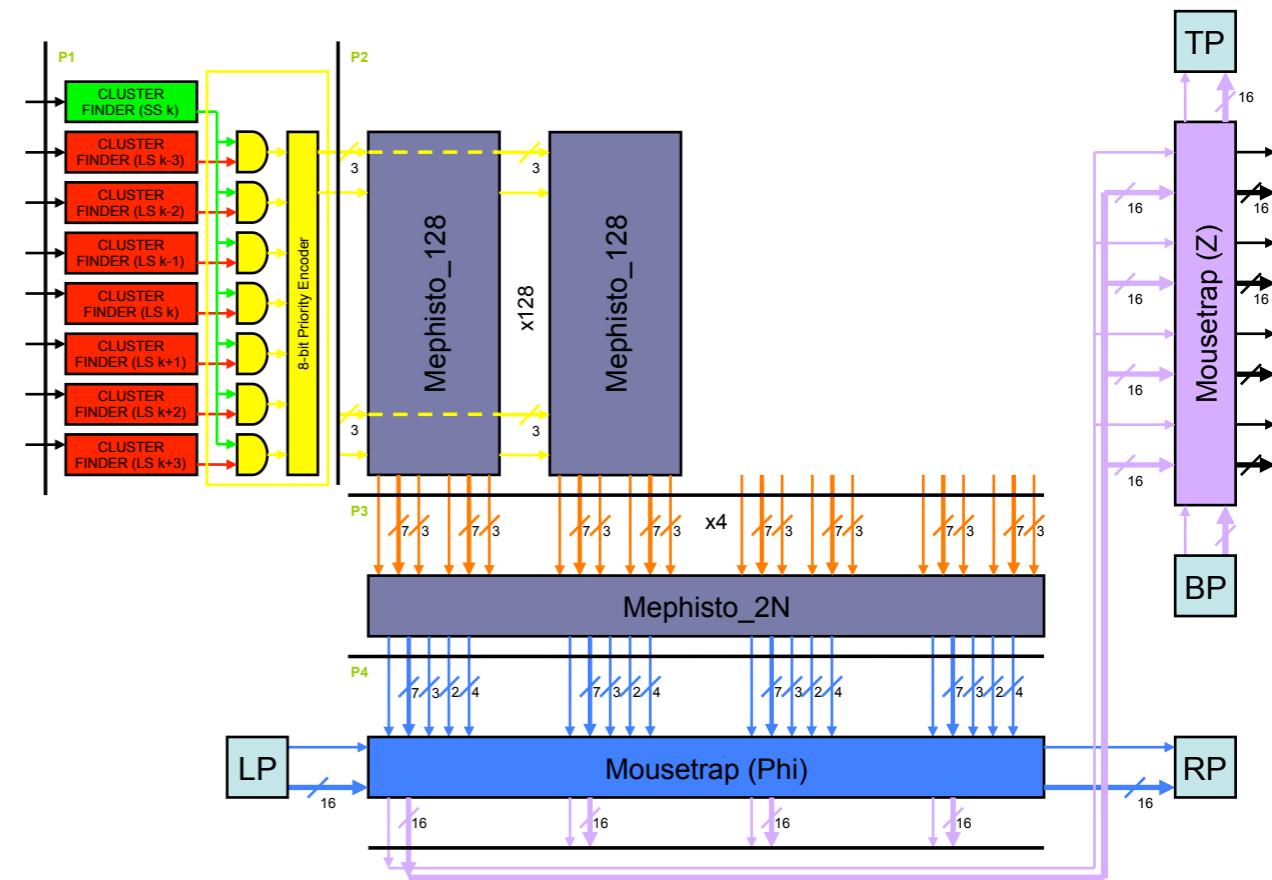 P1
P2
TP
CLUSTER
FINDER (SS k)
16
CLUSTER
FINDER (LS k-3)
3
3
CLUSTER
FINDER (LS k-2)
16
16
CLUSTER
FINDER (LS k-1)
CLUSTER
FINDER (LS k)
16
16
CLUSTER
FINDER (LS k+1)
CLUSTER
FINDER (LS k+2)
16
3
3
CLUSTER
FINDER (LS k+3)
16
8-bit Priority Encoder
Mephisto_128
x128
Mephisto_128
Mousetrap (Z)
P3
7 3 7 3 7 3 7 3 x4 7 3 7 3 7 3 7 3
BP
Mephisto_2N
P4
7 3 2 4 7 3 2 4 7 3 2 4 7 3 2 4
LP
Mousetrap (Phi)
RP
16
16
16 16 16 16